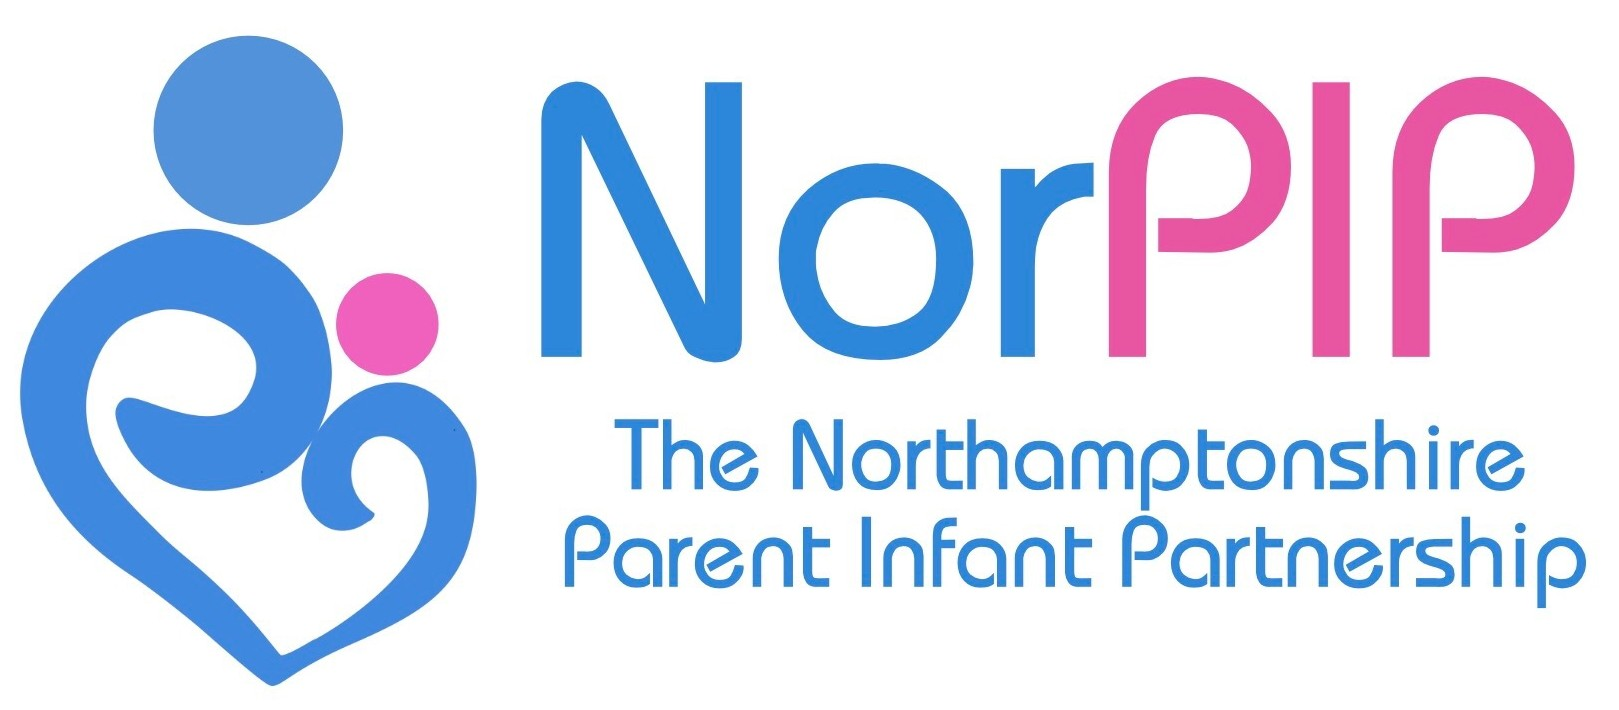 NorPIP
The Northamptonshire
Parent Infant Partnership